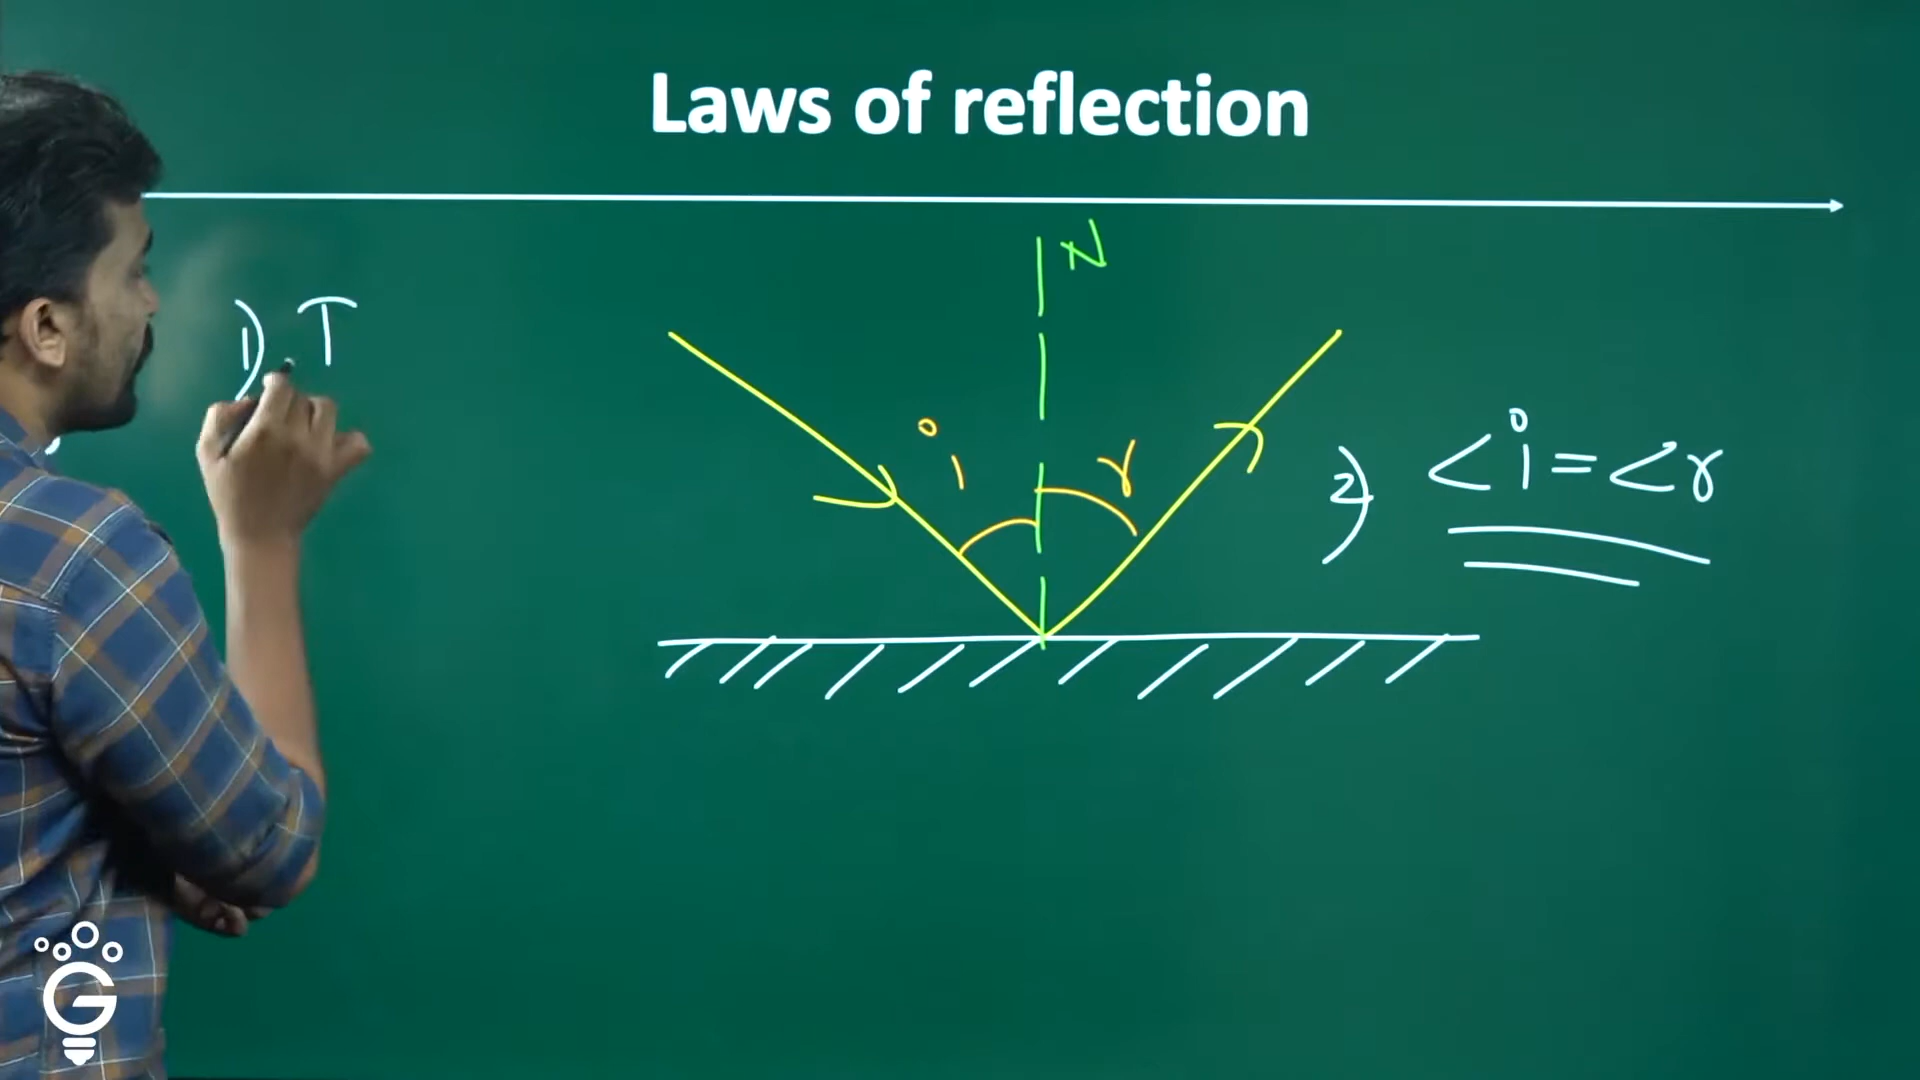 Laws of reflection
N
1) T
i
r
2) <i = <r